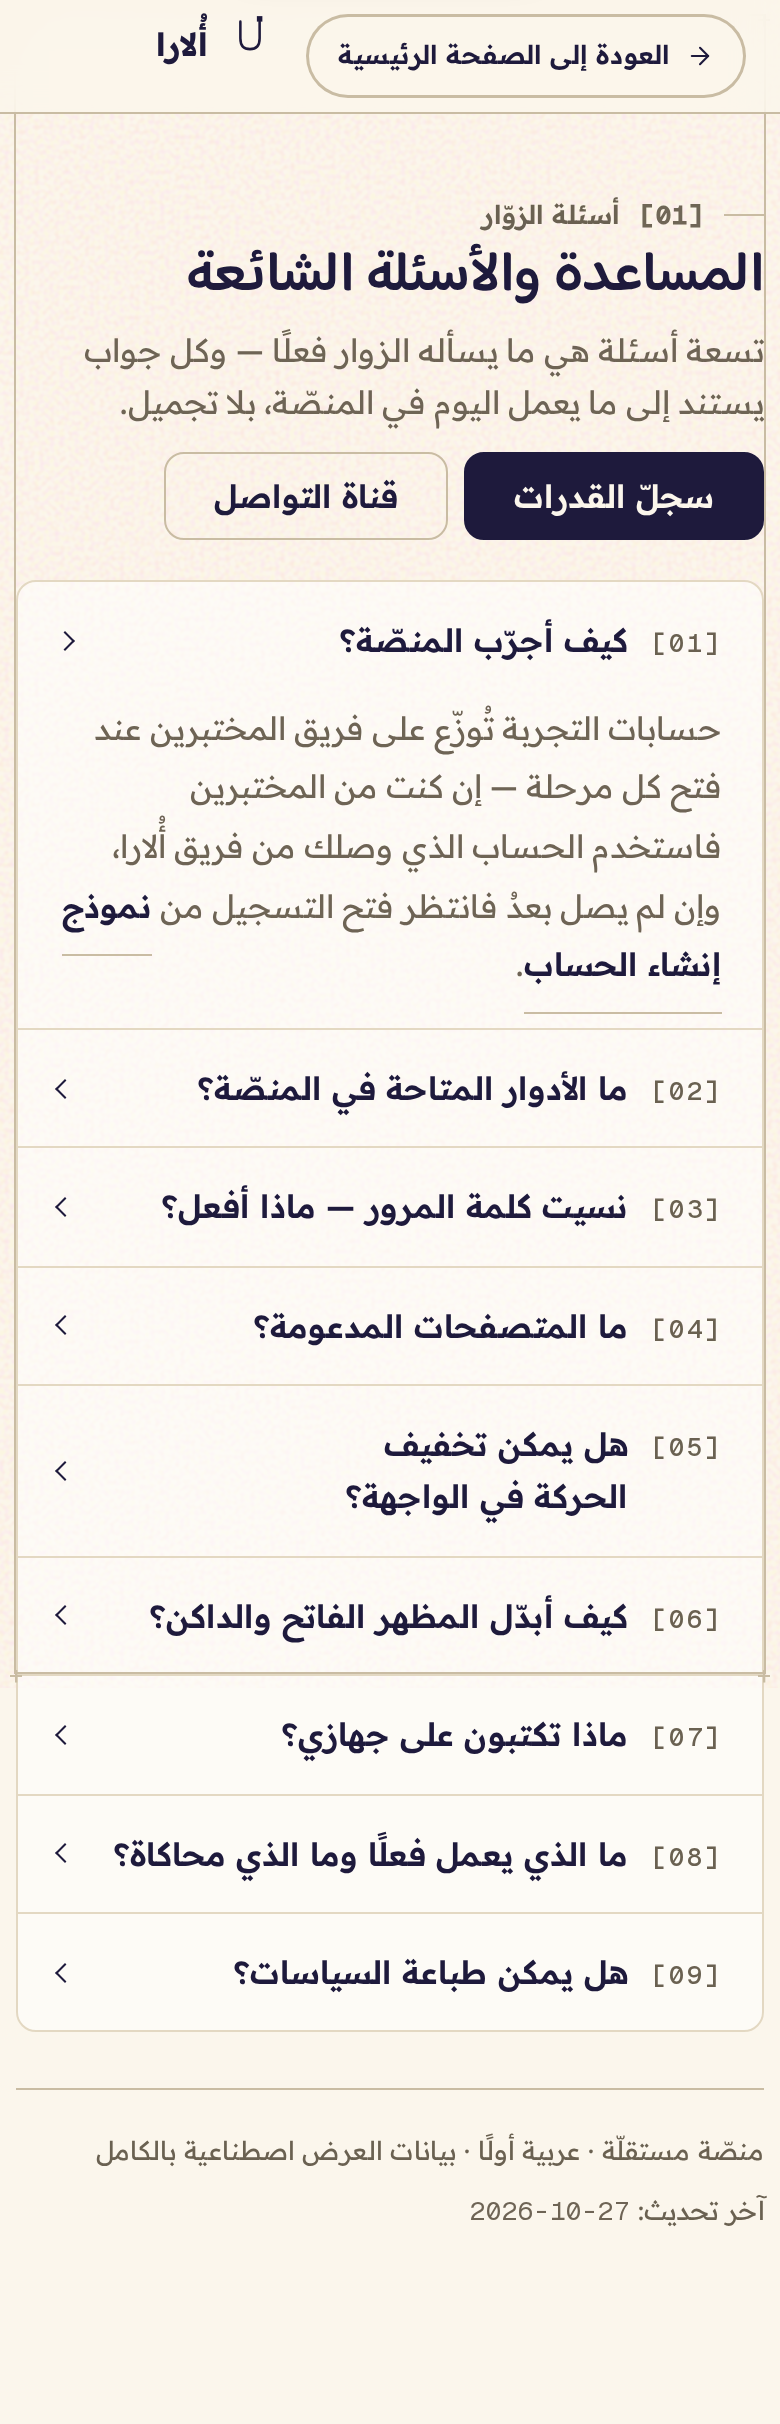 العودة إلى الصفحة الرئيسية
أُلارا
[01] أسئلة الزوّار
المساعدة والأسئلة الشائعة
تسعة أسئلة هي ما يسأله الزوار فعلًا — وكل جواب
يستند إلى ما يعمل اليوم في المنصّة، بلا تجميل.
سجلّ القدرات
قناة التواصل
[01] كيف أجرّب المنصّة؟
حسابات التجربة تُوزّع على فريق المختبرين عند
فتح كل مرحلة — إن كنت من المختبرين
فاستخدم الحساب الذي وصلك من فريق أُلارا،
وإن لم يصل بعدُ فانتظر فتح التسجيل من نموذج
إنشاء الحساب.
[02] ما الأدوار المتاحة في المنصّة؟
[03] نسيت كلمة المرور — ماذا أفعل؟
[04] ما المتصفحات المدعومة؟
[05] هل يمكن تخفيف
الحركة في الواجهة؟
[06] كيف أبدّل المظهر الفاتح والداكن؟
[07] ماذا تكتبون على جهازي؟
[08] ما الذي يعمل فعلًا وما الذي محاكاة؟
[09] هل يمكن طباعة السياسات؟
منصّة مستقلّة · عربية أولًا · بيانات العرض اصطناعية بالكامل
آخر تحديث: 27-10-2026